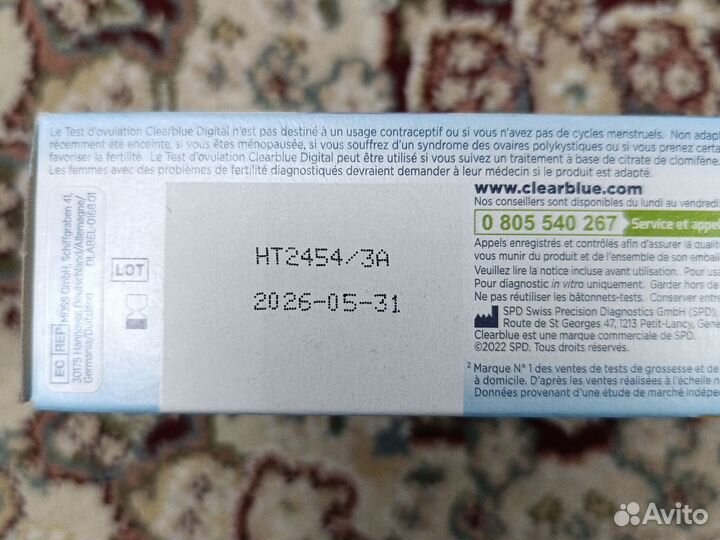 Le Test d'ovulation Clearblue Digital n'est pas destiné à un usage contraceptif ou si vous n'avez pas de cycles menstruels. Non adap
récemment été enceinte, si vous êtes ménopausée, si vous souffrez d'un syndrome des ovaires polykystiques ou si vous prenez certa
favoriser la fertilité. Le Test d'ovulation Clearblue Digital peut être utilisé si vous suivez un traitement à base de citrate de clomifène.
Les femmes avec des problèmes de fertilité diagnostiqués devraient demander à leur médecin si le produit est adapté.
EC REP
MDSS GmbH, Schiffgraben 41,
30175 Hannover, Deutschland/Allemagne/
Germania/Duitsland
DLABEL-0168.01
LOT
HT2454/3A
2026-05-31
www.clearblue.com
Nos conseillers sont disponibles du lundi au vendredi
0 805 540 267
Service et appel
Appels enregistrés et contrôlés afin d'assurer la qualité
vous munir du produit et de l'ensemble de son embal
Veuillez lire la notice incluse avant utilisation. Pour us
Pour diagnostic in vitro uniquement. Garder hors de
Ne pas réutiliser les bâtonnets-tests. Conserver entre
SPD Swiss Precision Diagnostics GmbH (SPD),
Route de St Georges 47, 1213 Petit-Lancy, Genè
Clearblue est une marque commerciale de SPD.
©2022 SPD. Tous droits réservés.
² Marque N° 1 des ventes de tests de grossesse et de
à domicile. D'après les ventes réalisées à l'échelle
Données provenant d'une étude de marché indépe
Avito